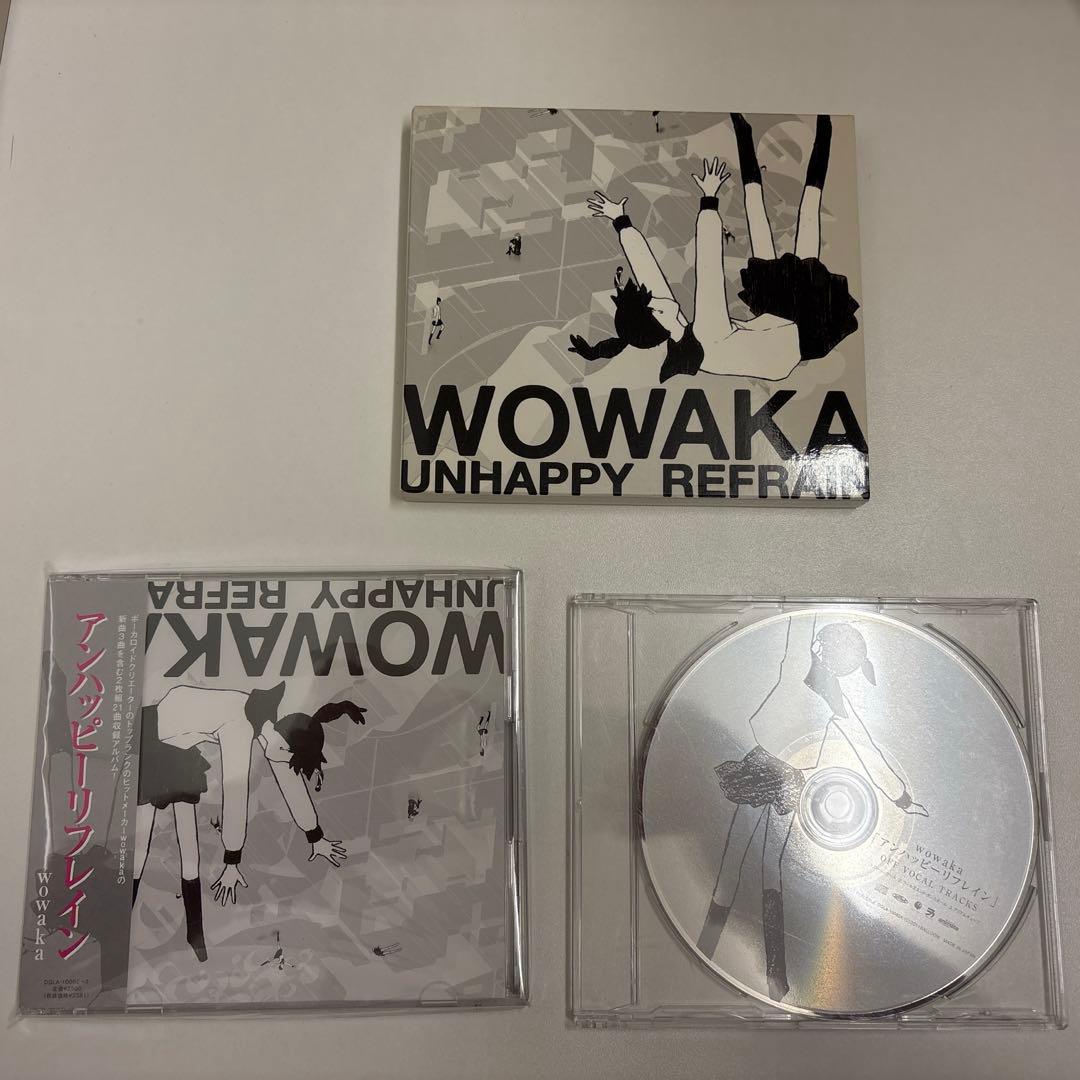 WOWAKA
UNHAPPY REFRAIN
UNHAPPY REFRA
WOWAKA
アンハッピーリフレイン
wowaka
ボーカロイドクリエーターのトップランクのヒットメーカーwowakaの
新曲3曲を含む2枚組21曲収録アルバム！
wowaka
「アンハッピーリフレイン」
OFF VOCAL TRACKS